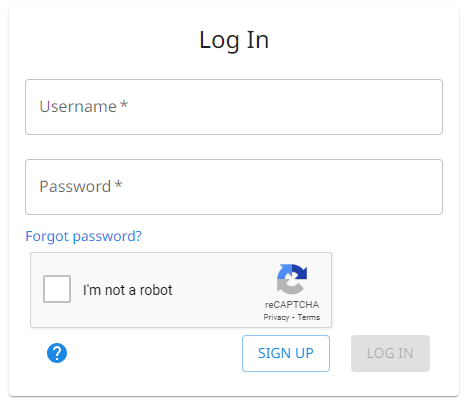 Log In
Username *
Password *
Forgot password?
I'm not a robot
reCAPTCHA
Privacy - Terms
?
SIGN UP
LOG IN